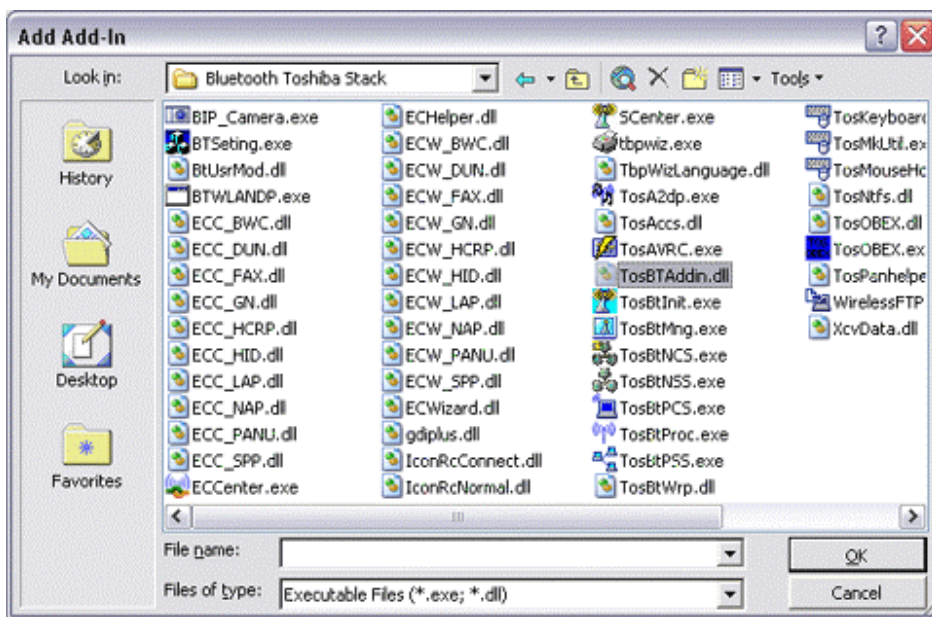 Add Add-In
Look in:
Bluetooth Toshiba Stack
Tools
History
My Documents
Desktop
Favorites
BIP_Camera.exe
BTSeting.exe
BtUsrMod.dll
BTWLANDP.exe
ECC_BWC.dll
ECC_DUN.dll
ECC_FAX.dll
ECC_GN.dll
ECC_HCRP.dll
ECC_HID.dll
ECC_LAP.dll
ECC_NAP.dll
ECC_PANU.dll
ECC_SPP.dll
ECCenter.exe
ECHelper.dll
ECW_BWC.dll
ECW_DUN.dll
ECW_FAX.dll
ECW_GN.dll
ECW_HCRP.dll
ECW_HID.dll
ECW_LAP.dll
ECW_NAP.dll
ECW_PANU.dll
ECW_SPP.dll
ECWizard.dll
gdiplus.dll
IconRcConnect.dll
IconRcNormal.dll
SCenter.exe
tbpwiz.exe
TbpWizLanguage.dll
TosA2dp.exe
TosAccs.dll
TosAVRC.exe
TosBTAddin.dll
TosBtInit.exe
TosBtMng.exe
TosBtNCS.exe
TosBtNSS.exe
TosBtPCS.exe
TosBtProc.exe
TosBtPSS.exe
TosBtWrp.dll
TosKeyboard
TosMkUtil.ex
TosMouseHc
TosNtfs.dll
TosOBEX.dll
TosOBEX.ex
TosPanhelpe
WirelessFTP
XcvData.dll
File name:
OK
Files of type:
Executable Files (*.exe; *.dll)
Cancel